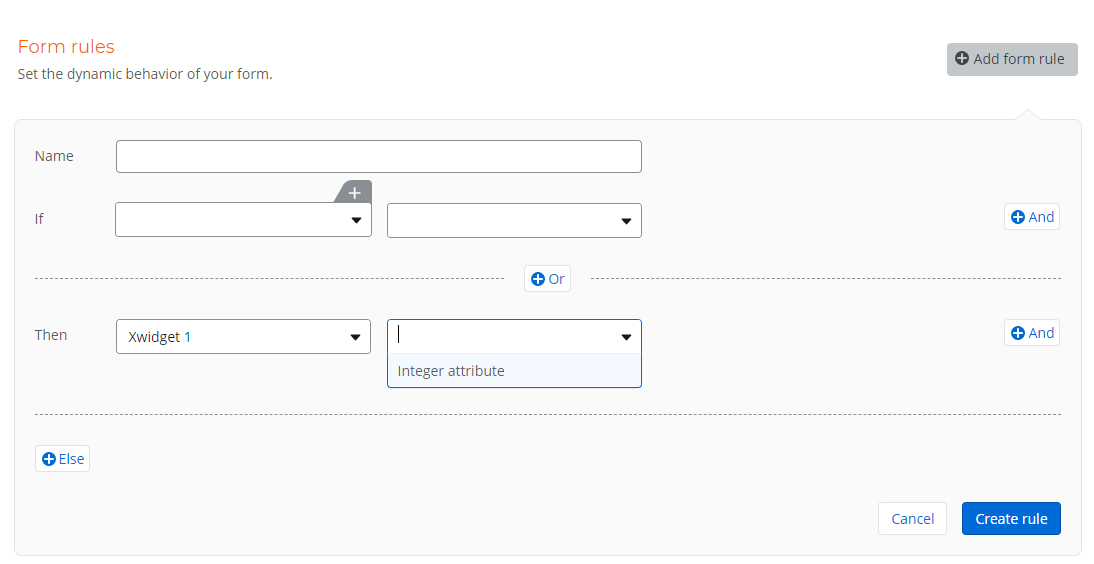 Form rules
Set the dynamic behavior of your form.
Add form rule
Name
If
And
Or
Then
Xwidget 1
And
Integer attribute
Else
Cancel
Create rule